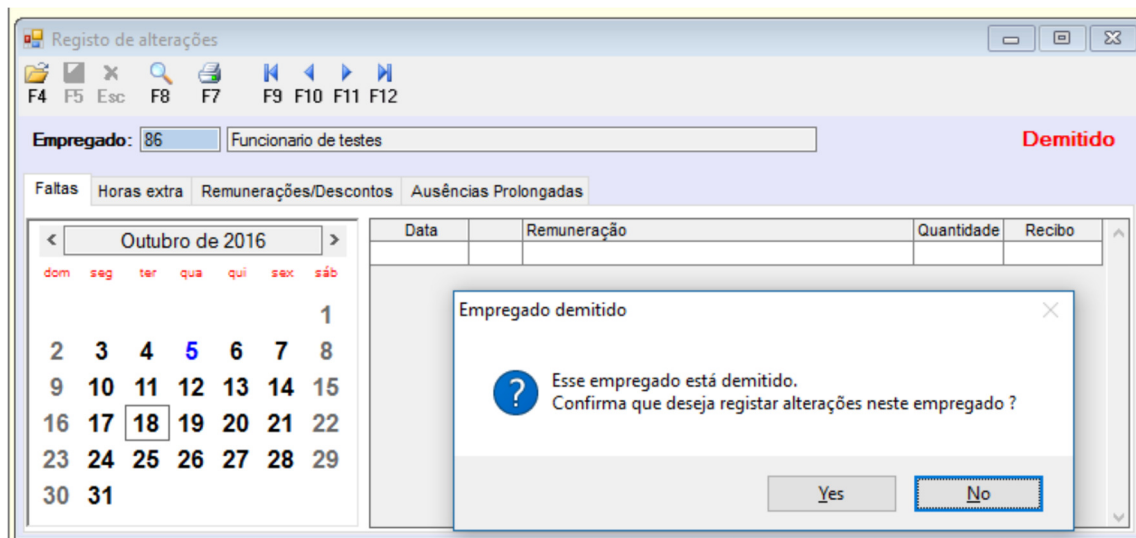 Registo de alterações
F4 F5 Esc F8 F7 F9 F10 F11 F12
Empregado: 86 Funcionario de testes Demitido
Faltas Horas extra Remunerações/Descontos Ausências Prolongadas
< Outubro de 2016 > Data Remuneração Quantidade Recibo
dom seg ter qua qui sex sáb
1
2 3 4 5 6 7 8
9 10 11 12 13 14 15
16 17 18 19 20 21 22
23 24 25 26 27 28 29
30 31
Empregado demitido
Esse empregado está demitido.
Confirma que deseja registar alterações neste empregado ?
Yes No